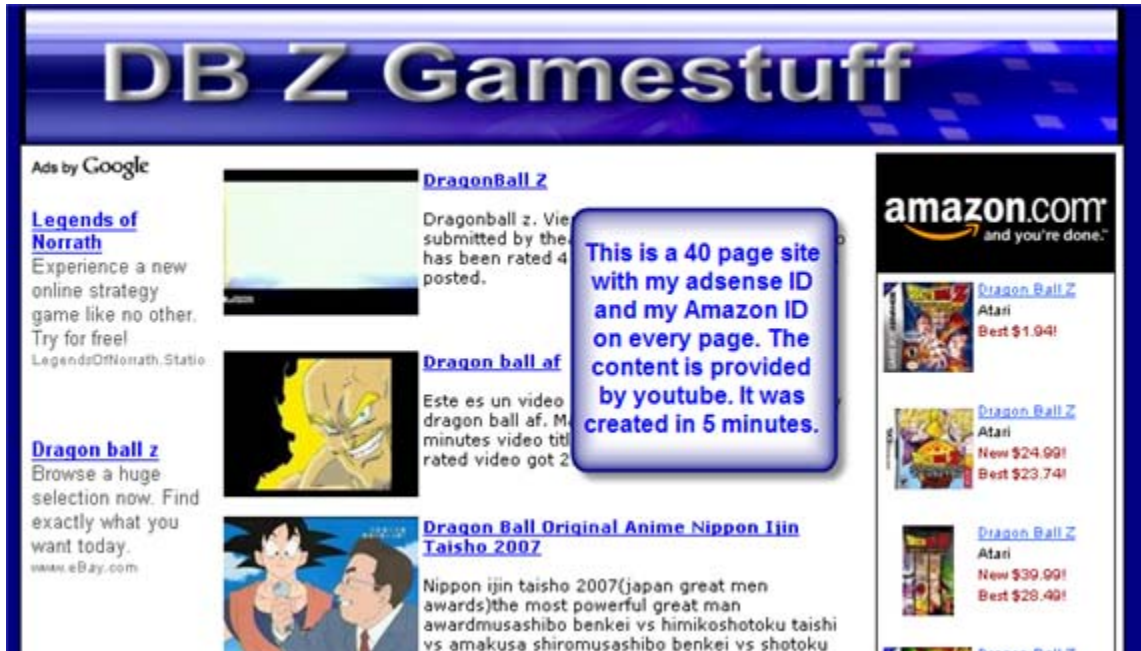 DB Z Gamestuff
Ads by Google
Legends of
Norrath
Experience a new
online strategy
game like no other.
Try for free!
LegendsOfNorrath.Statio
Dragon ball z
Browse a huge
selection now. Find
exactly what you
want today.
www.eBay.com
DragonBall Z
Dragonball z. Vie
submitted by the
has been rated 4
posted.
Dragon ball af
Este es un video
dragon ball af. M
minutes video titl
rated video got 2
Dragon Ball Original Anime Nippon Ijin
Taisho 2007
Nippon ijin taisho 2007(japan great men
awards)the most powerful great man
awardmusashibo benkei vs himikoshotoku taishi
vs amakusa shiromusashibo benkei vs shotoku
This is a 40 page site
with my adsense ID
and my Amazon ID
on every page. The
content is provided
by youtube. It was
created in 5 minutes.
amazon.com
and you're done.™
Dragon Ball Z
Atari
Best $1.94!
Dragon Ball Z
Atari
New $24.99!
Best $23.74!
Dragon Ball Z
Atari
New $39.99!
Best $28.49!
Dragon Ball Z